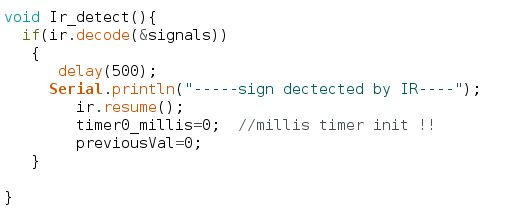 void Ir_detect(){
if(ir.decode(&signals))
{
delay(500);
Serial.println("-----sign dectected by IR----");
ir.resume();
timer0_millis=0;  //millis timer init !!
previousVal=0;
}
}